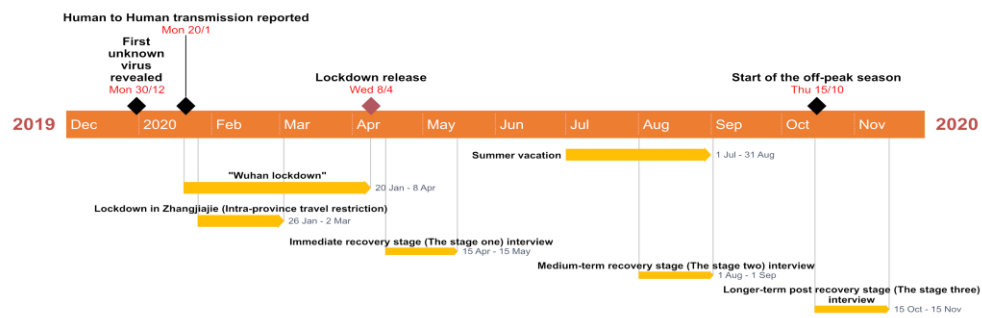 Human to Human transmission reported
Mon 20/1
First
unknown
virus
revealed
Mon 30/12
Lockdown release
Wed 8/4
Start of the off-peak season
Thu 15/10
2019
Dec 2020 Feb Mar Apr May Jun Jul Aug Sep Oct Nov
2020
Summer vacation
1 Jul - 31 Aug
"Wuhan lockdown"
20 Jan - 8 Apr
Lockdown in Zhangjiajie (Intra-province travel restriction)
26 Jan - 2 Mar
Immediate recovery stage (The stage one) interview
15 Apr - 15 May
Medium-term recovery stage (The stage two) interview
1 Aug - 1 Sep
Longer-term post recovery stage (The stage three)
interview
15 Oct - 15 Nov